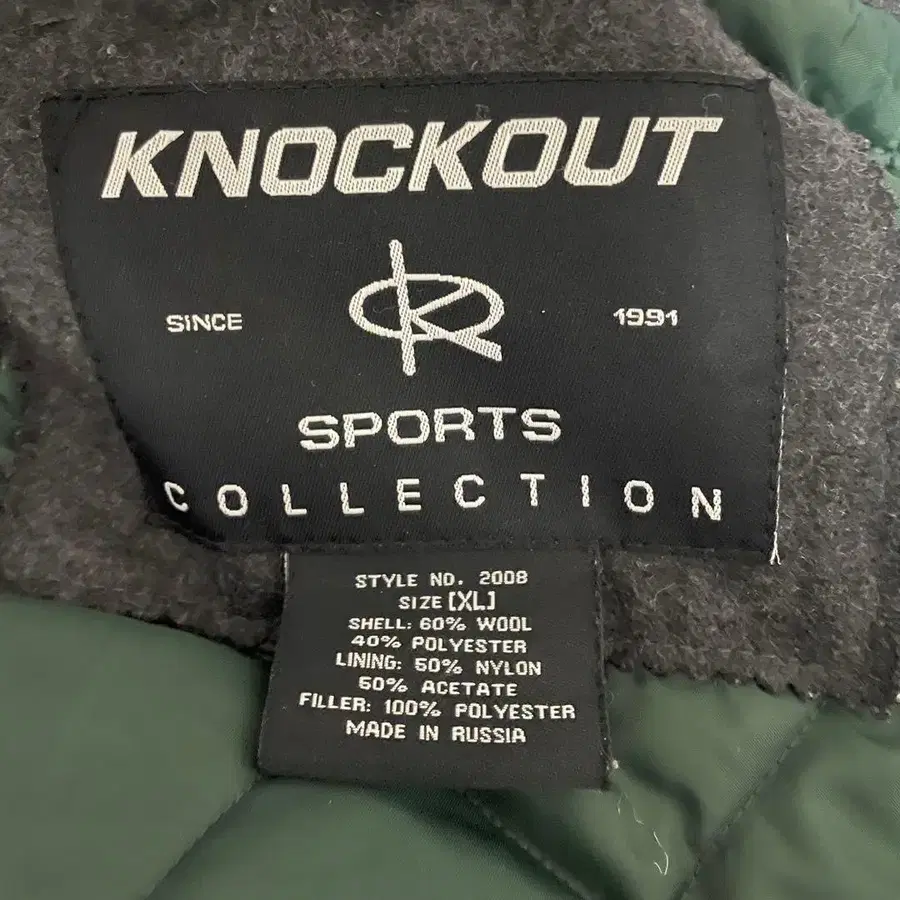 KNOCKOUT
SINCE 1991
SPORTS
COLLECTION
STYLE NO. 2008
SIZE [XL]
SHELL: 60% WOOL
40% POLYESTER
LINING: 50% NYLON
50% ACETATE
FILLER: 100% POLYESTER
MADE IN RUSSIA